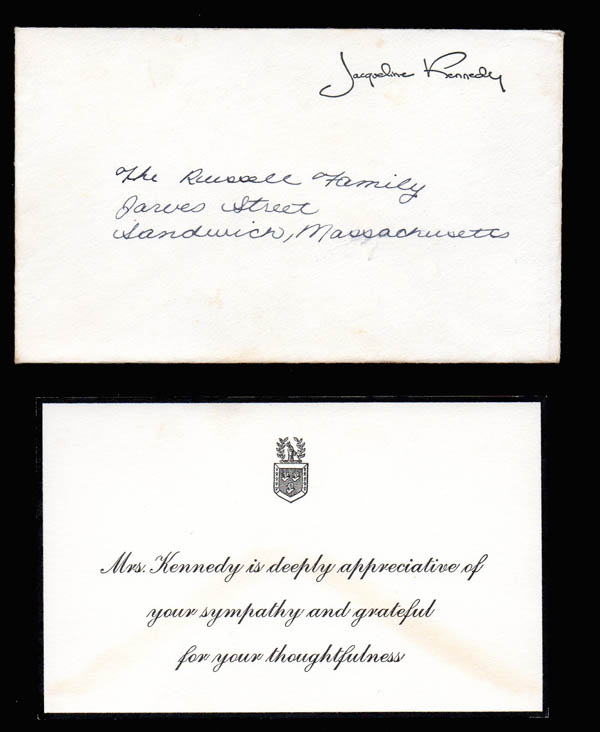 Jacqueline Kennedy
The Russell Family
Jarves Street
Sandwich, Massachusetts
Mrs. Kennedy is deeply appreciative of
your sympathy and grateful
for your thoughtfulness